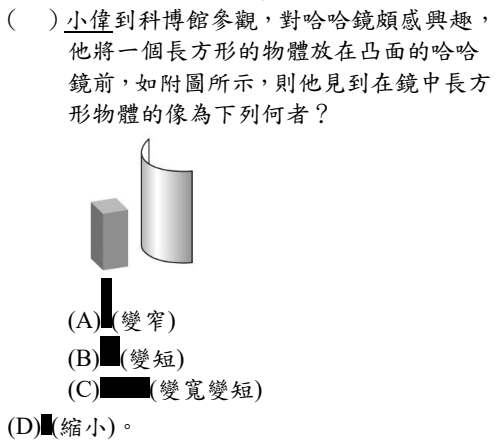 (　)小偉到科博館參觀，對哈哈鏡頗感興趣，
他將一個長方形的物體放在凸面的哈哈
鏡前，如附圖所示，則他見到在鏡中長方
形物體的像為下列何者？
(A)(變窄)
(B)(變短)
(C)(變寬變短)
(D)(縮小)。